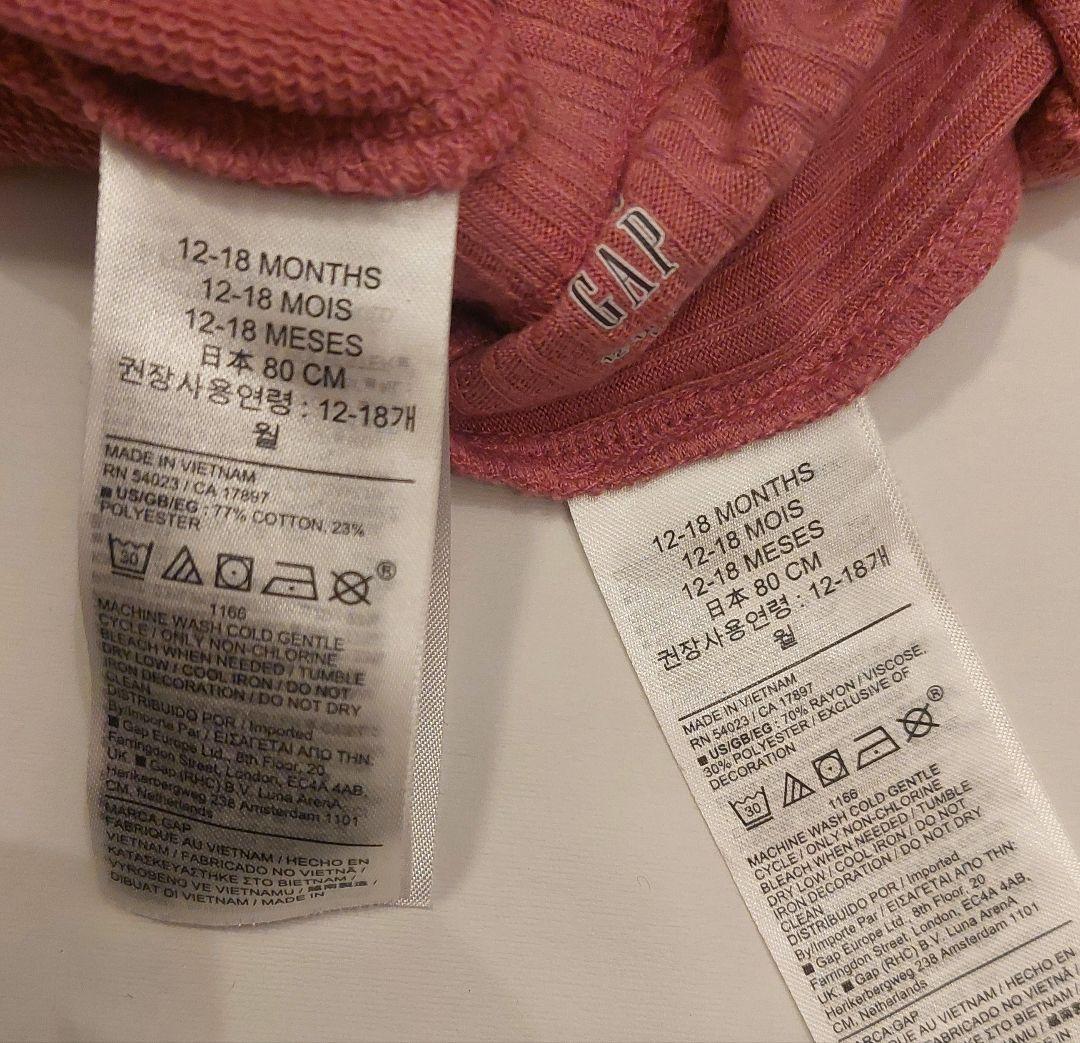 12-18 MONTHS
12-18 MOIS
12-18 MESES
日本 80 CM
권장사용연령 : 12-18개
월
MADE IN VIETNAM
RN 54023 / CA 17897
■ US/GB/EG : 77% COTTON, 23%
POLYESTER
30
®
1166
MACHINE WASH COLD GENTLE
CYCLE / ONLY NON-CHLORINE
BLEACH WHEN NEEDED / TUMBLE
DRY LOW / COOL IRON / DO NOT
IRON DECORATION / DO NOT DRY
CLEAN
DISTRIBUIDO POR / Imported
By/Importe Par / ΕΙΣΑΓΕΤΑΙ ΑΠΟ ΤΗΝ:
■ Gap Europe Ltd., 8th Floor, 20
Farringdon Street, London, EC4A 4AB,
UK. ■ Gap (RHC) B.V. Luna ArenA,
Herikerbergweg 238 Amsterdam 1101
CM, Netherlands
MARCA:GAP
FABRIQUE AU VIETNAM / HECHO EN
VIETNAM / FABRICADO NO VIETNÃ /
ΚΑΤΑΣΚΕΥΑΣΤΗΚΕ ΣΤΟ ΒΙΕΤΝΑΜ /
VYROBENO VE VIETNAMU / 越南製造 /
DIBUAT DI VIETNAM / MADE IN
GAP
12-18 MONTHS
12-18 MOIS
12-18 MESES
日本 80 CM
권장사용연령 : 12-18개
월
MADE IN VIETNAM
RN 54023 / CA 17897
■ US/GB/EG : 70% RAYON / VISCOSE,
30% POLYESTER / EXCLUSIVE OF
DECORATION
30
®
1166
MACHINE WASH COLD GENTLE
CYCLE / ONLY NON-CHLORINE
BLEACH WHEN NEEDED / TUMBLE
DRY LOW / COOL IRON / DO NOT
IRON DECORATION / DO NOT DRY
CLEAN
DISTRIBUIDO POR / Imported
By/Importe Par / ΕΙΣΑΓΕΤΑΙ ΑΠΟ ΤΗΝ:
■ Gap Europe Ltd., 8th Floor, 20
Farringdon Street, London, EC4A 4AB,
UK. ■ Gap (RHC) B.V. Luna ArenA
Herikerbergweg 238 Amsterdam 1101
CM, Netherlands
MARCA:GAP
QUE AU VIETNAM / HECHO EN
ABRICADO NO VIETNÃ